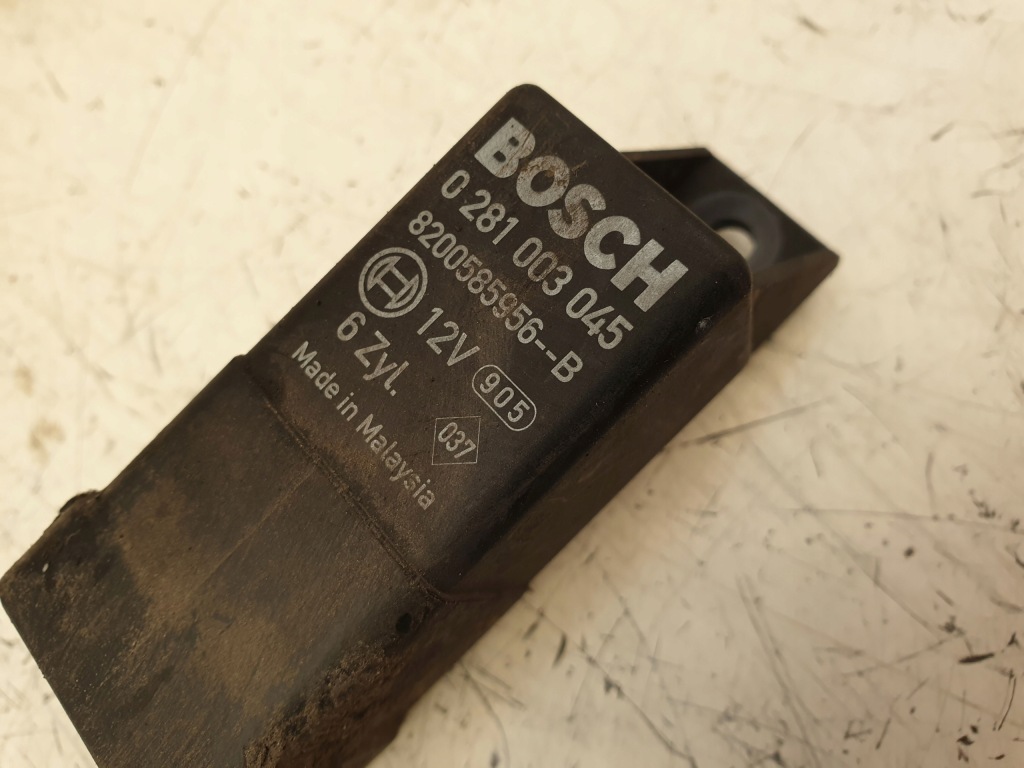 BOSCH
0 281 003 045
8200585956--B
12V 905
6 Zyl. 037
Made in Malaysia